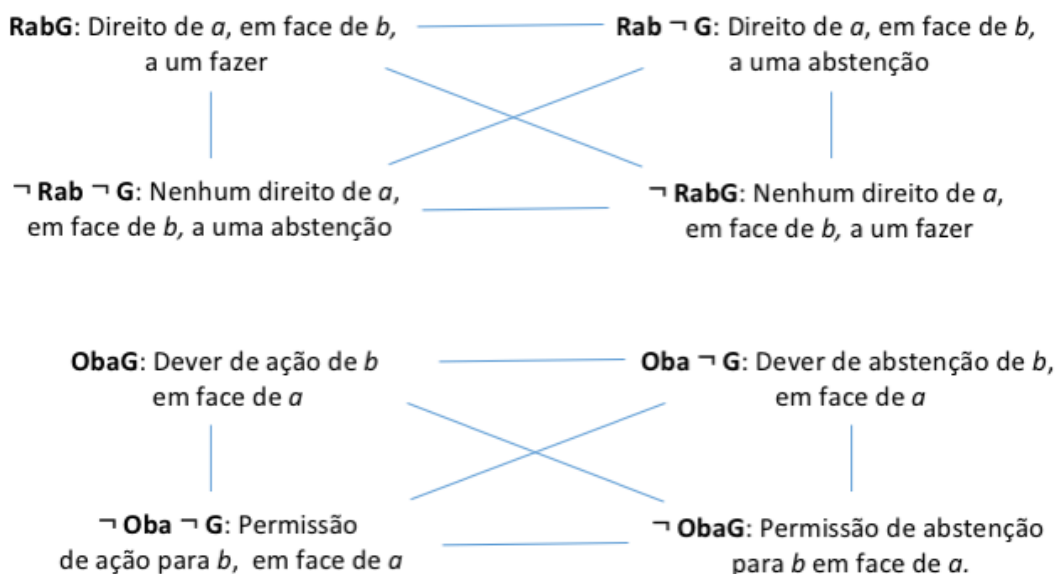 RabG: Direito de a, em face de b,
a um fazer
Rab ¬ G: Direito de a, em face de b,
a uma abstenção
¬ Rab ¬ G: Nenhum direito de a,
em face de b, a uma abstenção
¬ RabG: Nenhum direito de a,
em face de b, a um fazer
ObaG: Dever de ação de b
em face de a
Oba ¬ G: Dever de abstenção de b,
em face de a
¬ Oba ¬ G: Permissão
de ação para b, em face de a
¬ ObaG: Permissão de abstenção
para b em face de a.